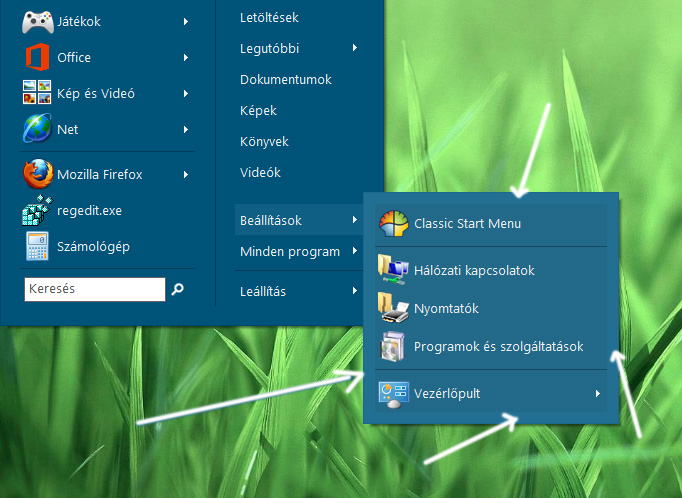 Játékok
Office
Kép és Videó
Net
Mozilla Firefox
regedit.exe
Számológép
Keresés
Letöltések
Legutóbbi
Dokumentumok
Képek
Könyvek
Videók
Beállítások
Minden program
Leállítás
Classic Start Menu
Hálózati kapcsolatok
Nyomtatók
Programok és szolgáltatások
Vezérlőpult